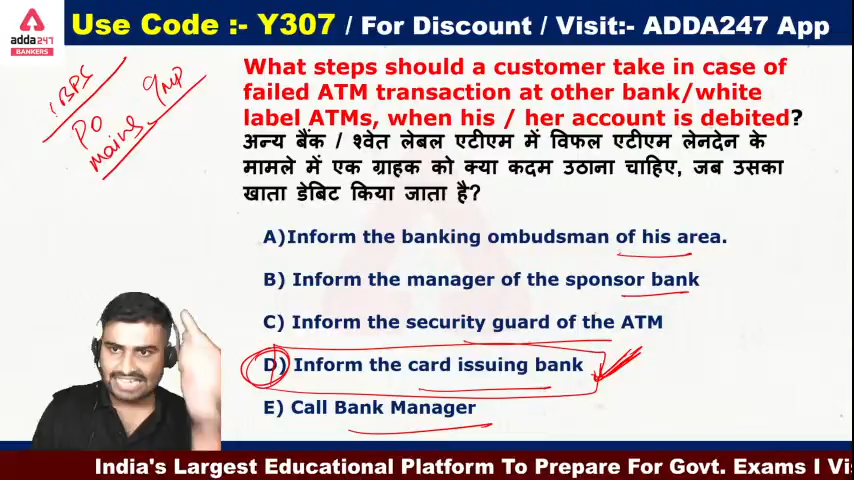 adda247
BANKERS
Use Code :- Y307 / For Discount / Visit:- ADDA247 App
IBPS
PO
mains
What steps should a customer take in case of
failed ATM transaction at other bank/white
label ATMs, when his / her account is debited?
अन्य बैंक / श्वेत लेबल एटीएम में विफल एटीएम लेनदेन के
मामले में एक ग्राहक को क्या कदम उठाना चाहिए, जब उसका
खाता डेबिट किया जाता है?
A)Inform the banking ombudsman of his area.
B) Inform the manager of the sponsor bank
C) Inform the security guard of the ATM
D) Inform the card issuing bank
E) Call Bank Manager
India's Largest Educational Platform To Prepare For Govt. Exams I Vi